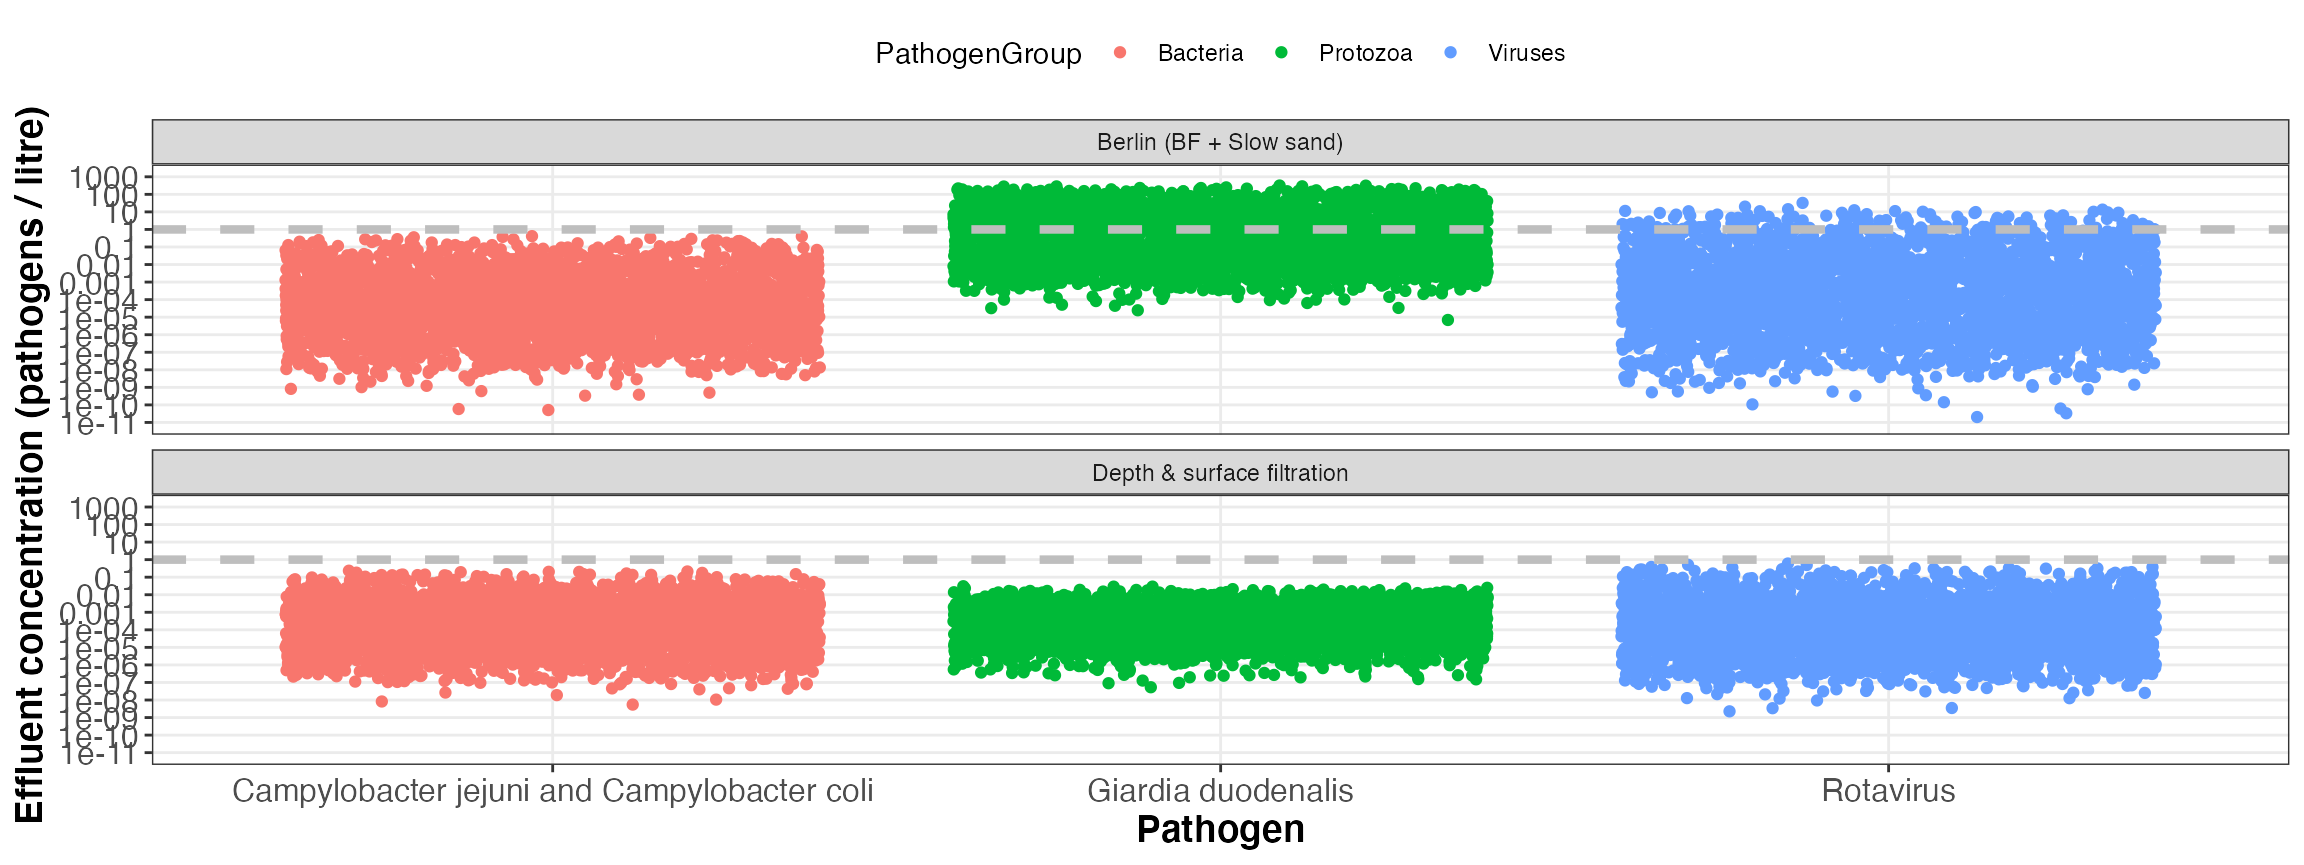 PathogenGroup Bacteria Protozoa Viruses
Effluent concentration (pathogens / litre)
Berlin (BF + Slow sand)
1000
100
10
1
0.1
0.01
0.001
1e-04
1e-05
1e-06
1e-07
1e-08
1e-09
1e-10
1e-11
Depth & surface filtration
1000
100
10
1
0.1
0.01
0.001
1e-04
1e-05
1e-06
1e-07
1e-08
1e-09
1e-10
1e-11
Campylobacter jejuni and Campylobacter coli Giardia duodenalis Rotavirus
Pathogen